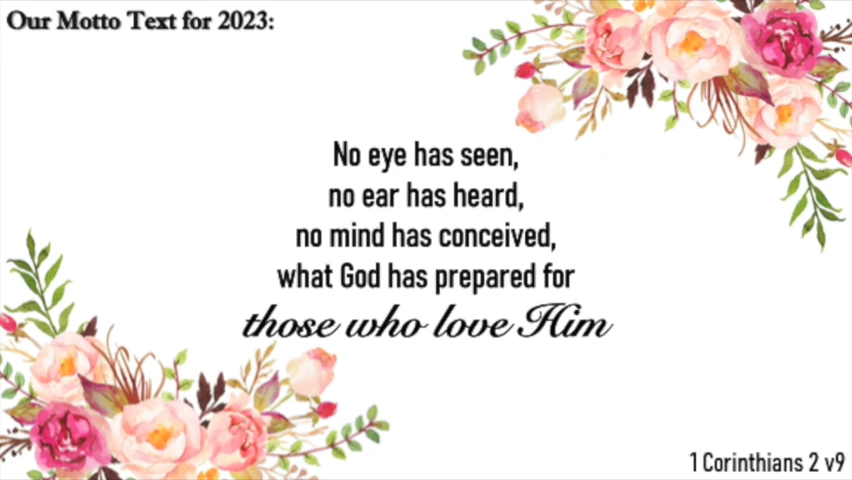 Our Motto Text for 2023:
No eye has seen,
no ear has heard,
no mind has conceived,
what God has prepared for
those who love Him
1 Corinthians 2 v9